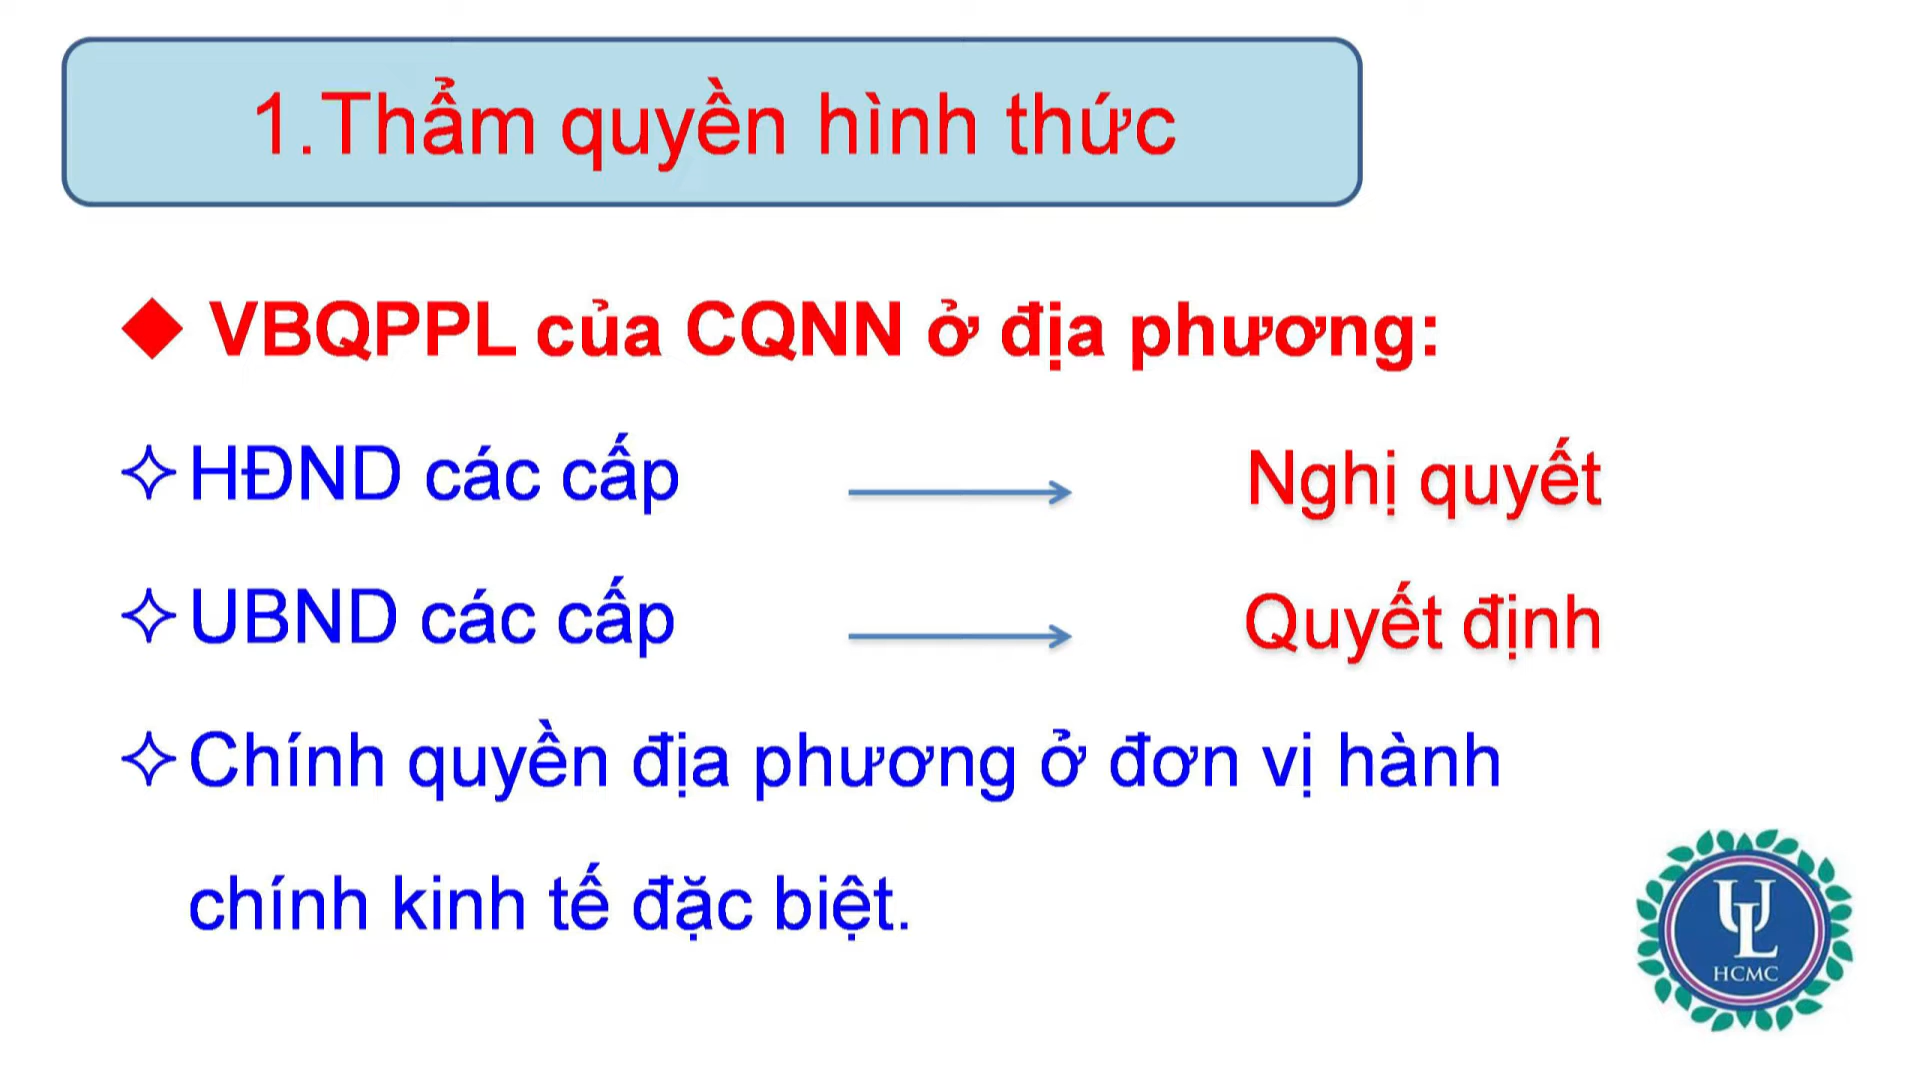 1.Thẩm quyền hình thức
VBQPPL của CQNN ở địa phương:
HĐND các cấp Nghị quyết
UBND các cấp Quyết định
Chính quyền địa phương ở đơn vị hành
chính kinh tế đặc biệt.
UL
HCMC